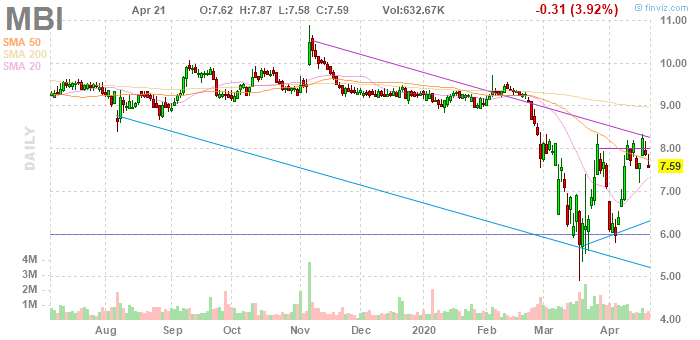 MBI
Apr 21 O:7.62 H:7.87 L:7.58 C:7.59 Vol:632.67K -0.31 (3.92%)
© finviz.com
SMA 50
SMA 200
SMA 20
DAILY
11.00
10.00
9.00
8.00
7.59
7.00
6.00
5.00
4.00
4M
3M
2M
1M
Aug Sep Oct Nov Dec 2020 Feb Mar Apr